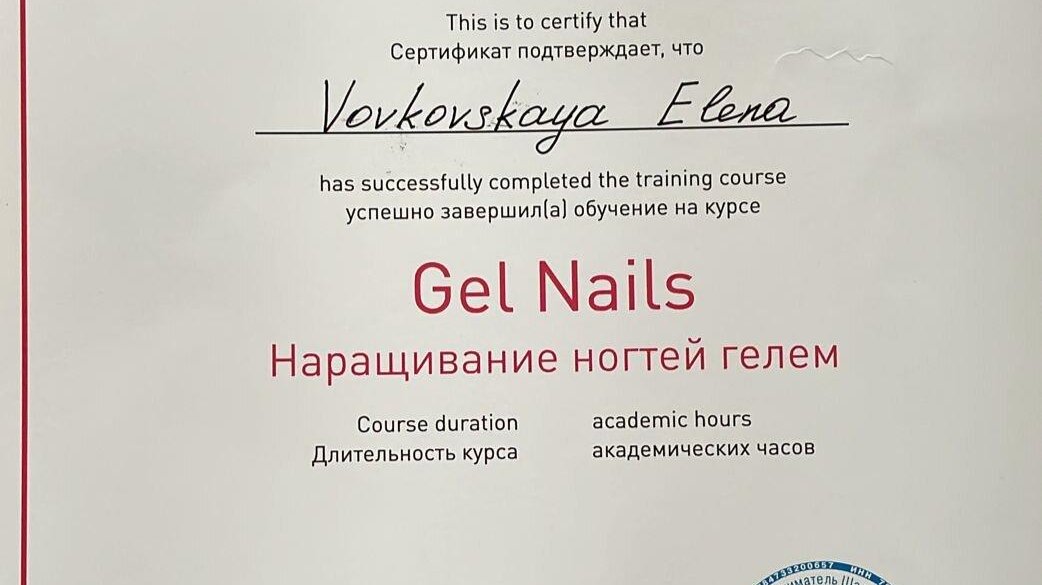 This is to certify that
Сертификат подтверждает, что
Vovkovskaya Elena
has successfully completed the training course
успешно завершил(а) обучение на курсе
Gel Nails
Наращивание ногтей гелем
Course duration academic hours
Длительность курса академических часов